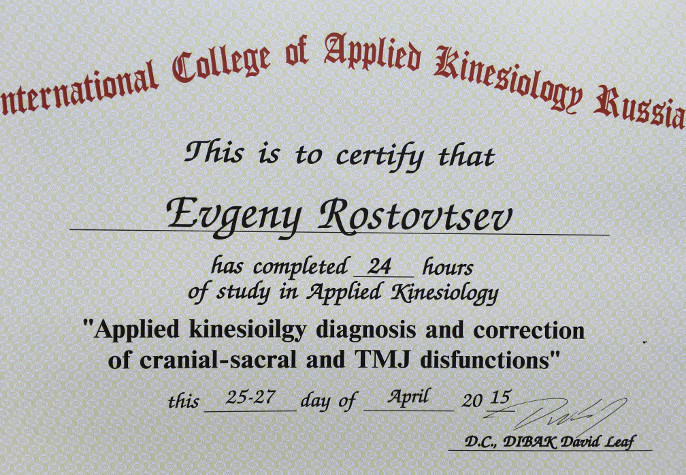 nternational College of Applied Kinesiology Russia
This is to certify that
Evgeny Rostovtsev
has completed 24 hours
of study in Applied Kinesiology
"Applied kinesioilgy diagnosis and correction
of cranial-sacral and TMJ disfunctions"
this 25-27 day of April 20 15
D.C., DIBAK David Leaf